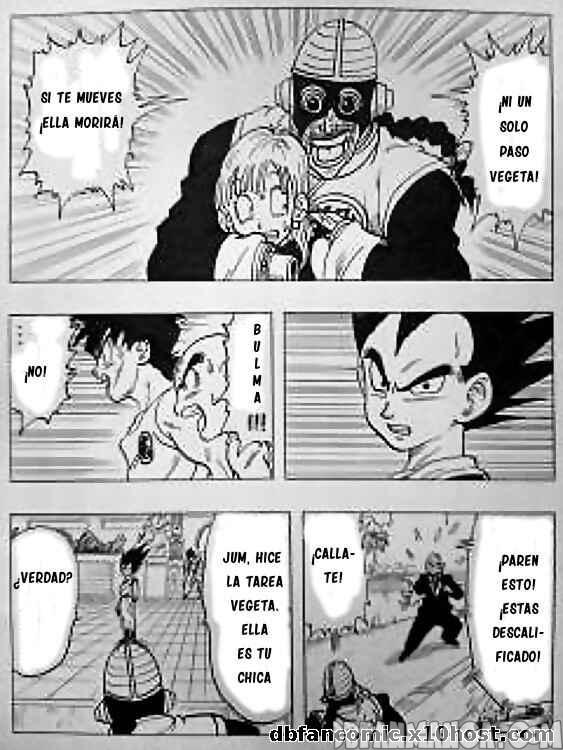 ¡NI UN
SOLO
PASO
VEGETA!
SI TE MUEVES
¡ELLA MORIRÁ!
BULMA
!!!
¡NO!
¡PAREN
ESTO!
¡ESTAS
DESCALI-
FICADO!
¡CALLA-
TE!
JUM, HICE
LA TAREA
VEGETA.
ELLA
ES TU
CHICA
¿VERDAD?
dbfancomic.x10host.com